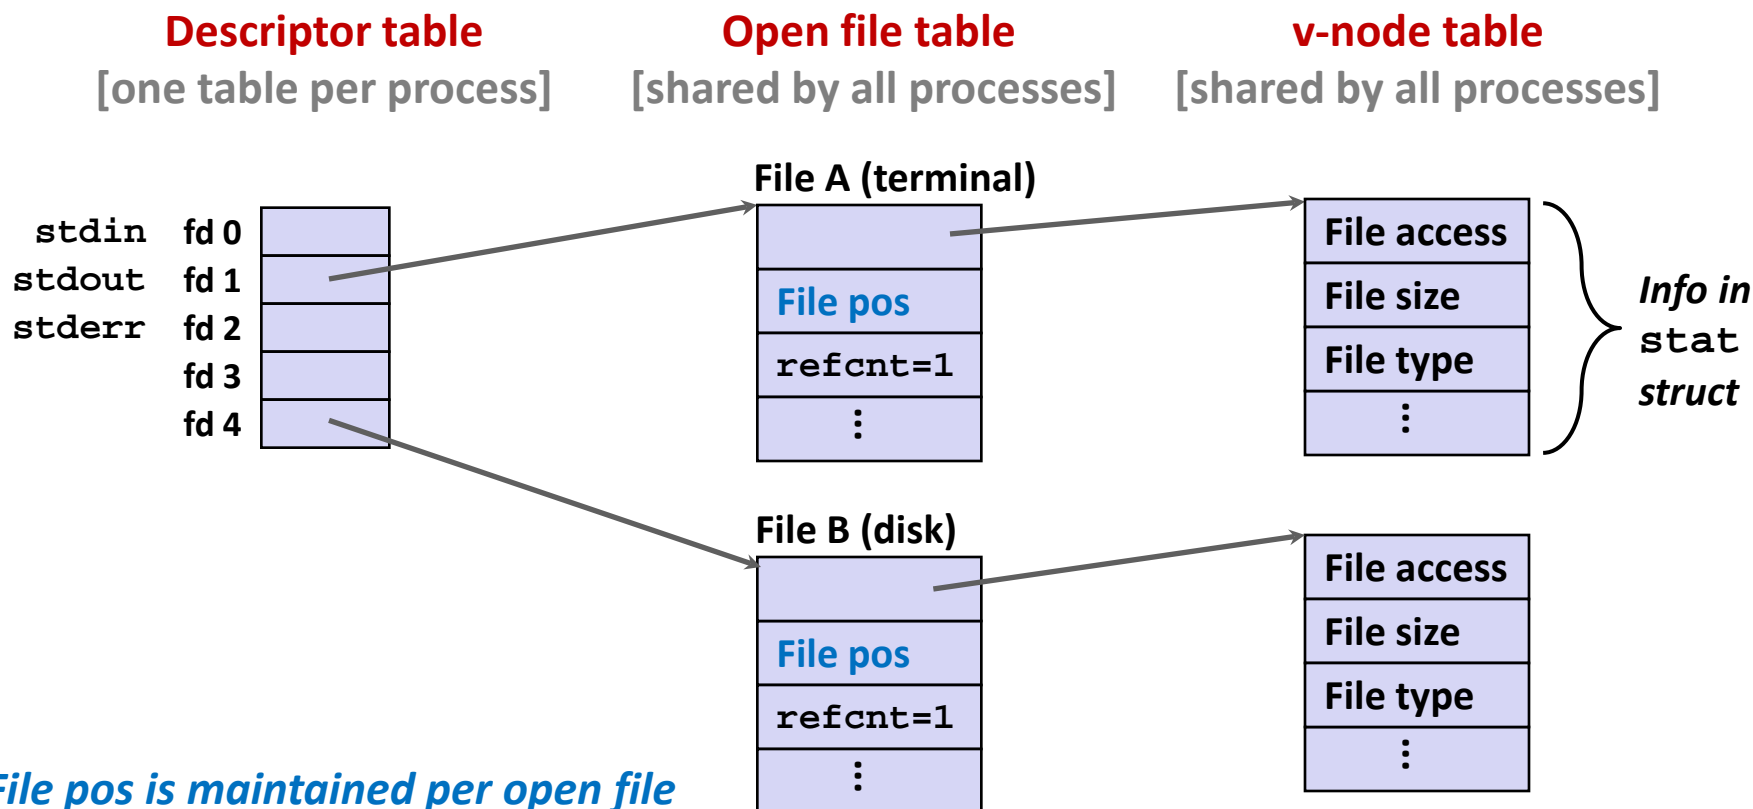 Descriptor table
[one table per process]
Open file table
[shared by all processes]
v-node table
[shared by all processes]
stdin fd 0
stdout fd 1
stderr fd 2
fd 3
fd 4
File A (terminal)
File pos
refcnt=1
⋮
File access
File size
File type
⋮
Info in
stat
struct
File B (disk)
File pos
refcnt=1
⋮
File access
File size
File type
⋮
File pos is maintained per open file